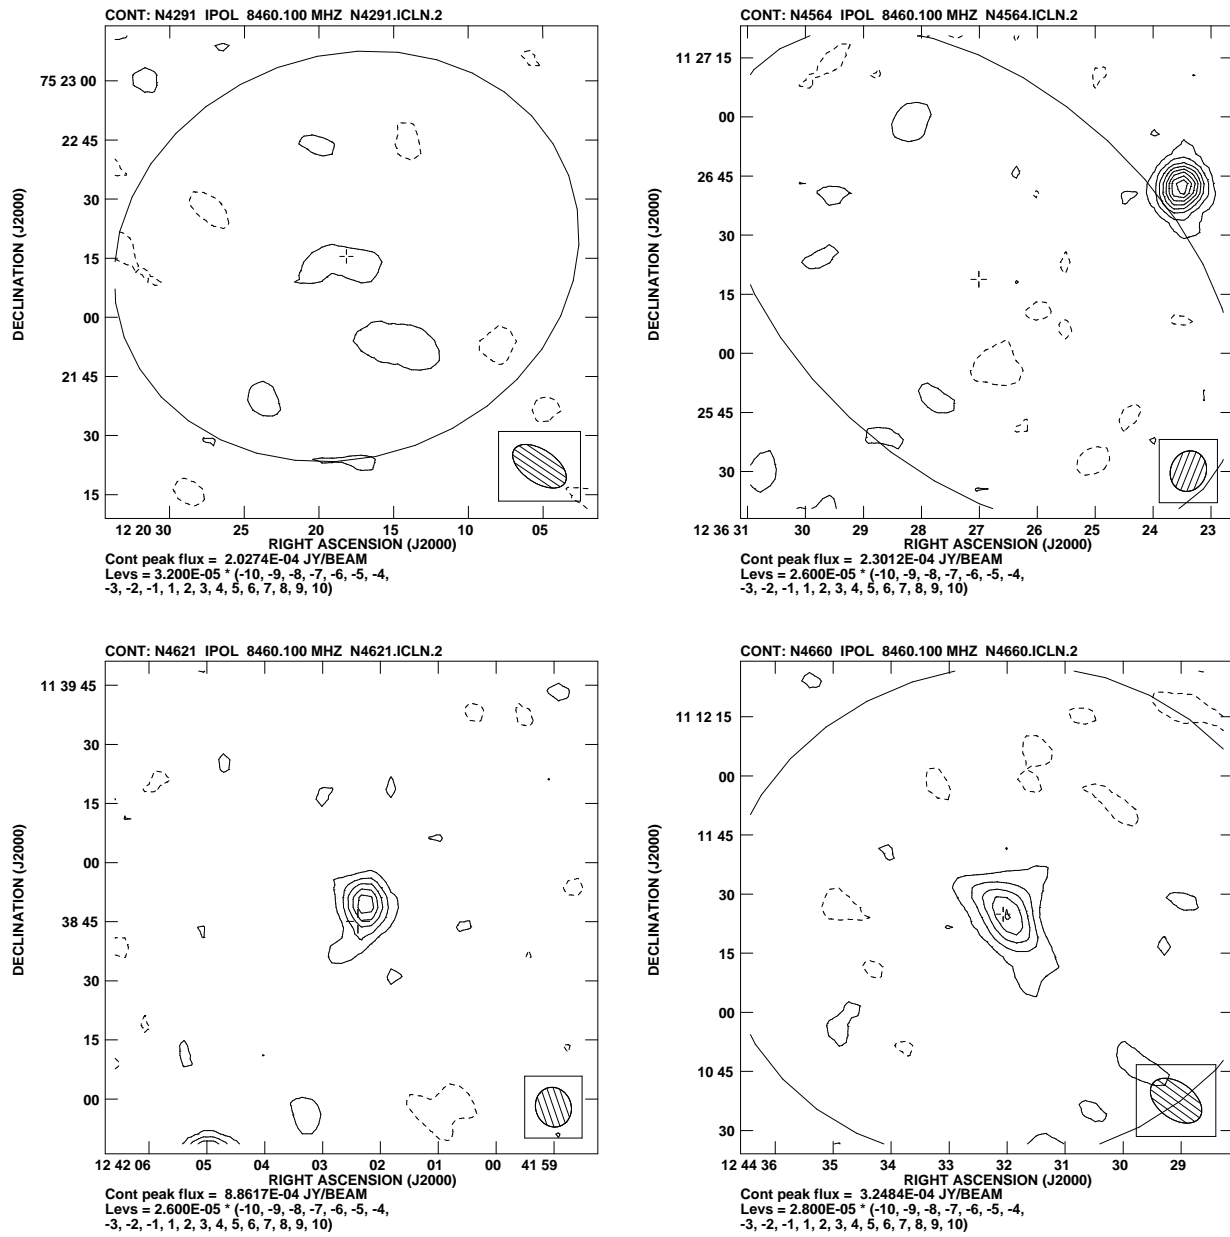 CONT: N4291 IPOL 8460.100 MHZ N4291.ICLN.2
DECLINATION (J2000)
75 23 00
22 45
30
15
00
21 45
30
15
12 20 30 25 20 15 10 05
RIGHT ASCENSION (J2000)
Cont peak flux = 2.0274E-04 JY/BEAM
Levs = 3.200E-05 * (-10, -9, -8, -7, -6, -5, -4,
-3, -2, -1, 1, 2, 3, 4, 5, 6, 7, 8, 9, 10)
CONT: N4564 IPOL 8460.100 MHZ N4564.ICLN.2
DECLINATION (J2000)
11 27 15
00
26 45
30
15
00
25 45
30
12 36 31 30 29 28 27 26 25 24 23
RIGHT ASCENSION (J2000)
Cont peak flux = 2.3012E-04 JY/BEAM
Levs = 2.600E-05 * (-10, -9, -8, -7, -6, -5, -4,
-3, -2, -1, 1, 2, 3, 4, 5, 6, 7, 8, 9, 10)
CONT: N4621 IPOL 8460.100 MHZ N4621.ICLN.2
DECLINATION (J2000)
11 39 45
30
15
00
38 45
30
15
00
12 42 06 05 04 03 02 01 00 41 59
RIGHT ASCENSION (J2000)
Cont peak flux = 8.8617E-04 JY/BEAM
Levs = 2.600E-05 * (-10, -9, -8, -7, -6, -5, -4,
-3, -2, -1, 1, 2, 3, 4, 5, 6, 7, 8, 9, 10)
CONT: N4660 IPOL 8460.100 MHZ N4660.ICLN.2
DECLINATION (J2000)
11 12 15
00
11 45
30
15
00
10 45
30
12 44 36 35 34 33 32 31 30 29
RIGHT ASCENSION (J2000)
Cont peak flux = 3.2484E-04 JY/BEAM
Levs = 2.800E-05 * (-10, -9, -8, -7, -6, -5, -4,
-3, -2, -1, 1, 2, 3, 4, 5, 6, 7, 8, 9, 10)